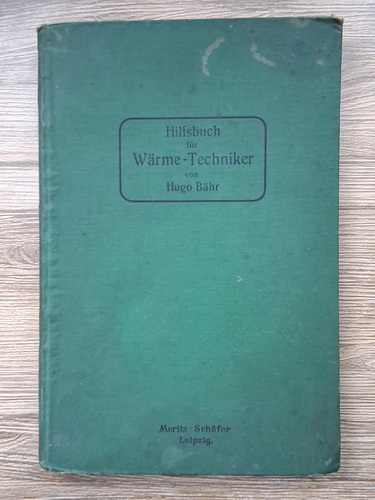 Hilfsbuch
für
Wärme-Techniker
von
Hugo Bähr
Moritz Schäfer
Leipzig.